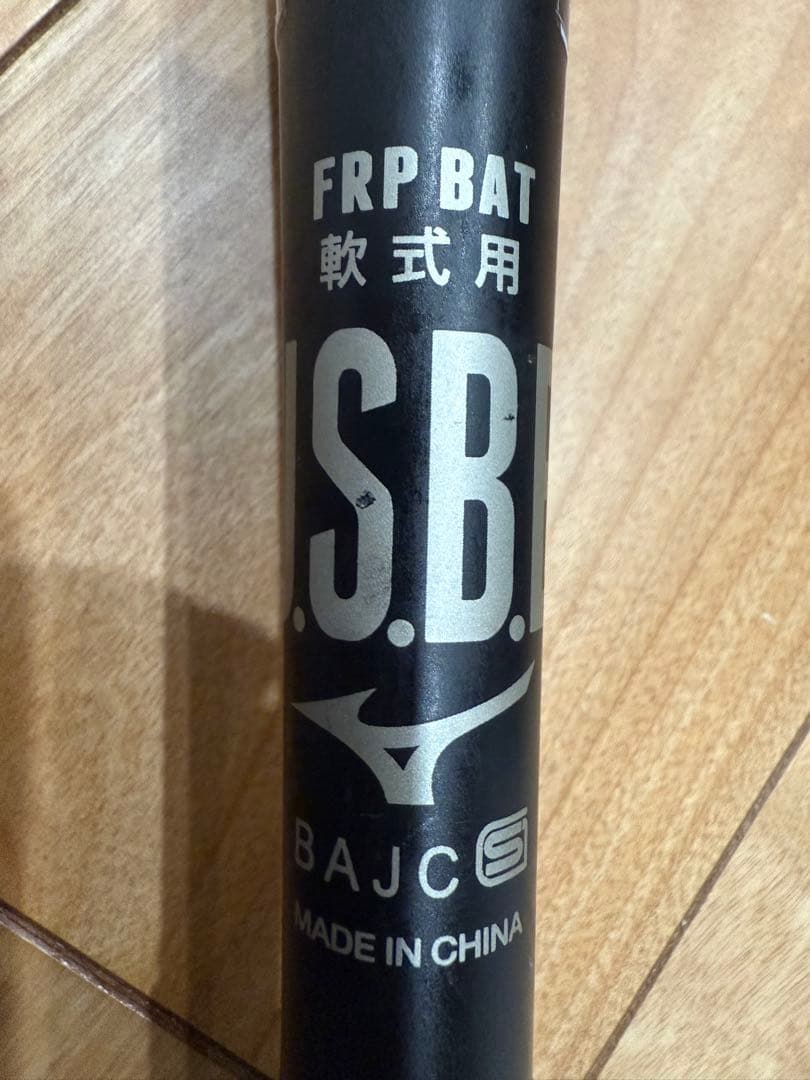 FRP BAT
軟式用
.S.B.
BAJC S
MADE IN CHINA